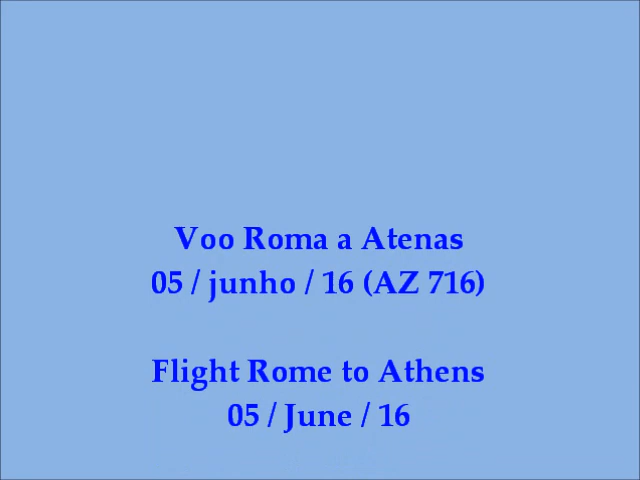 Voo Roma a Atenas
05 / junho / 16 (AZ 716)
Flight Rome to Athens
05 / June / 16